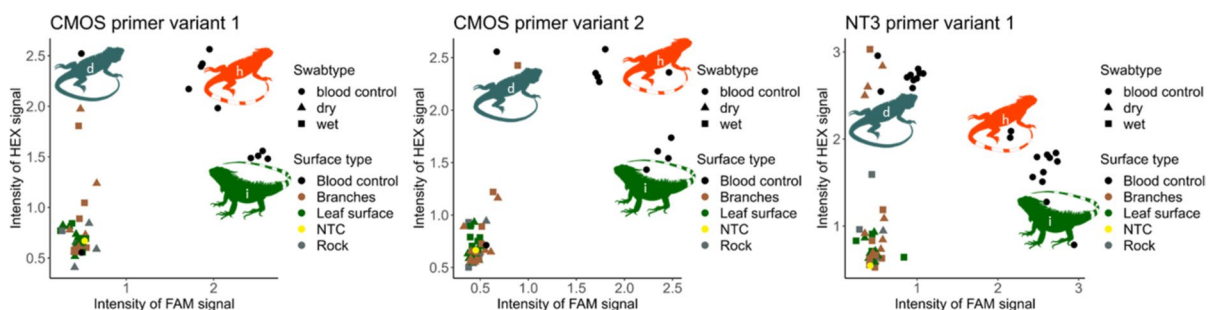 CMOS primer variant 1
2.5
2.0
1.5
1.0
0.5
1
2
Intensity of HEX signal
Intensity of FAM signal
d
h
i
Swabtype
blood control
dry
wet
Surface type
Blood control
Branches
Leaf surface
NTC
Rock
CMOS primer variant 2
2.5
2.0
1.5
1.0
0.5
0.5
1.0
1.5
2.0
2.5
Intensity of HEX signal
Intensity of FAM signal
d
h
i
Swabtype
blood control
dry
wet
Surface type
Blood control
Branches
Leaf surface
NTC
Rock
NT3 primer variant 1
3
2
1
1
2
3
Intensity of HEX signal
Intensity of FAM signal
d
h
i
Swabtype
blood control
dry
wet
Surface type
Blood control
Branches
Leaf surface
NTC
Rock